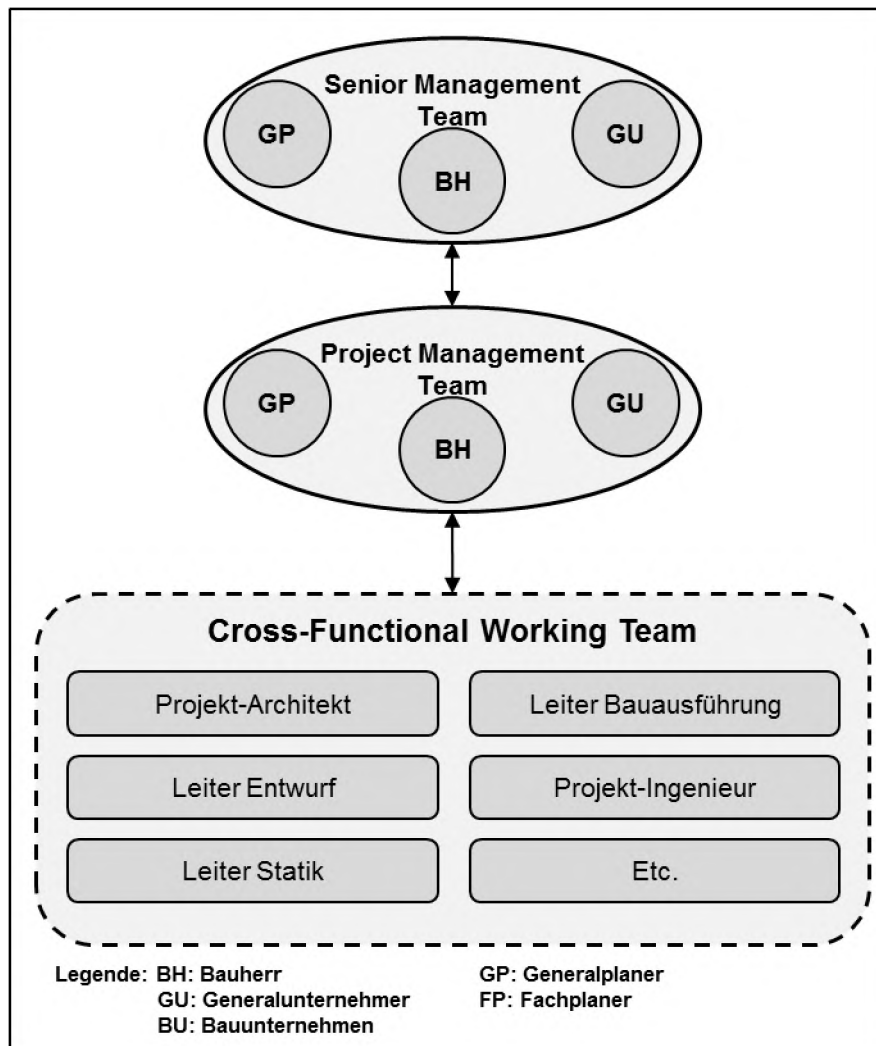 Senior Management
Team
GP
GU
BH
Project Management
Team
GP
GU
BH
Cross-Functional Working Team
Projekt-Architekt
Leiter Bauausführung
Leiter Entwurf
Projekt-Ingenieur
Leiter Statik
Etc.
Legende: BH: Bauherr
GP: Generalplaner
GU: Generalunternehmer
FP: Fachplaner
BU: Bauunternehmen